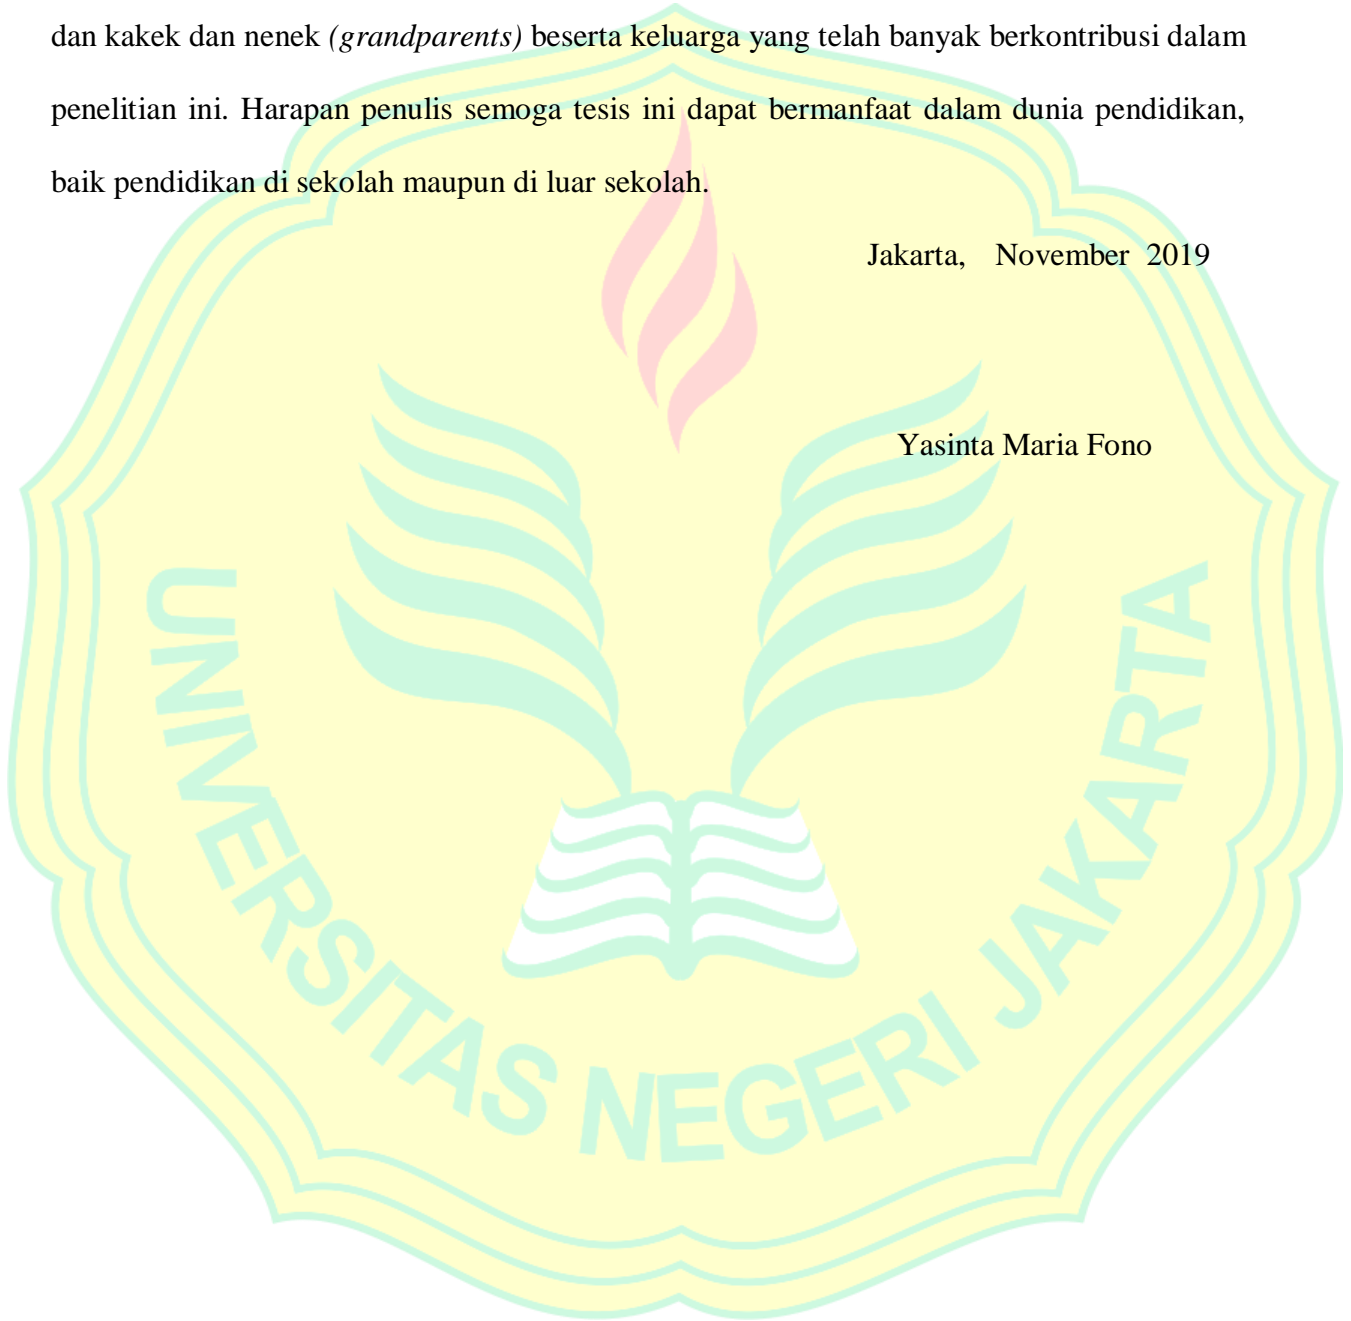 dan kakek dan nenek (grandparents) beserta keluarga yang telah banyak berkontribusi dalam
penelitian ini. Harapan penulis semoga tesis ini dapat bermanfaat dalam dunia pendidikan,
baik pendidikan di sekolah maupun di luar sekolah.
Jakarta, November 2019
Yasinta Maria Fono
UNIVERSITAS NEGERI JAKARTA